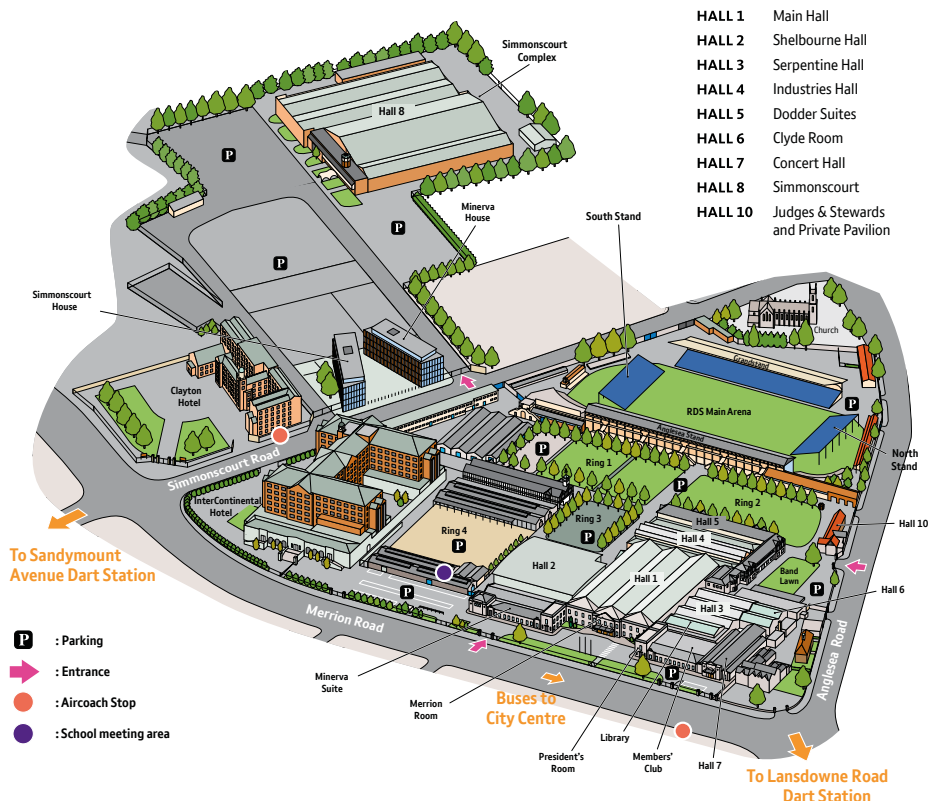 HALL 1 Main Hall
HALL 2 Shelbourne Hall
HALL 3 Serpentine Hall
HALL 4 Industries Hall
HALL 5 Dodder Suites
HALL 6 Clyde Room
HALL 7 Concert Hall
HALL 8 Simmonscourt
HALL 10 Judges & Stewards
and Private Pavilion
Simmonscourt
Complex
Hall 8
P
Minerva
House
P
South Stand
P
Simmonscourt
House
Church
Grandstand
Clayton
Hotel
RDS Main Arena
P
Anglesea Stand
North
Stand
Simmonscourt Road
P
Ring 1
P
InterContinental
Hotel
Ring 2
Ring 3
Hall 5
Hall 10
Ring 4
P
P
Hall 4
Hall 2
Hall 1
Band
Lawn
To Sandymount
Avenue Dart Station
P
P
Hall 6
Merrion Road
Hall 3
Anglesea Road
P
P : Parking
: Entrance
: Aircoach Stop
: School meeting area
Minerva
Suite
Merrion
Room
Buses to
City Centre
President's
Room
Library
Members'
Club
Hall 7
To Lansdowne Road
Dart Station